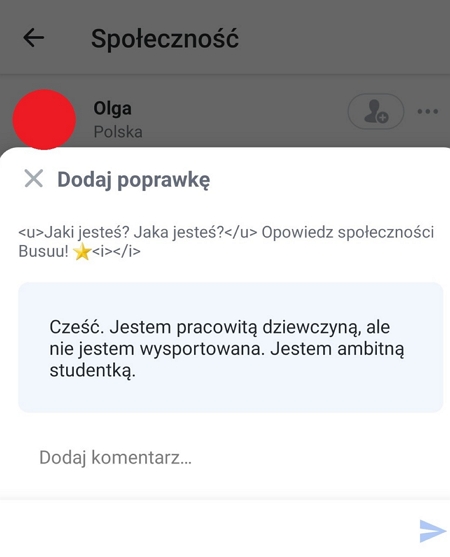 Społeczność
Olga
Polska
Dodaj poprawkę
<u>Jaki jesteś? Jaka jesteś?</u> Opowiedz społeczności
Busuu! ⭐<i></i>
Cześć. Jestem pracowitą dziewczyną, ale
nie jestem wysportowana. Jestem ambitną
studentką.
Dodaj komentarz...